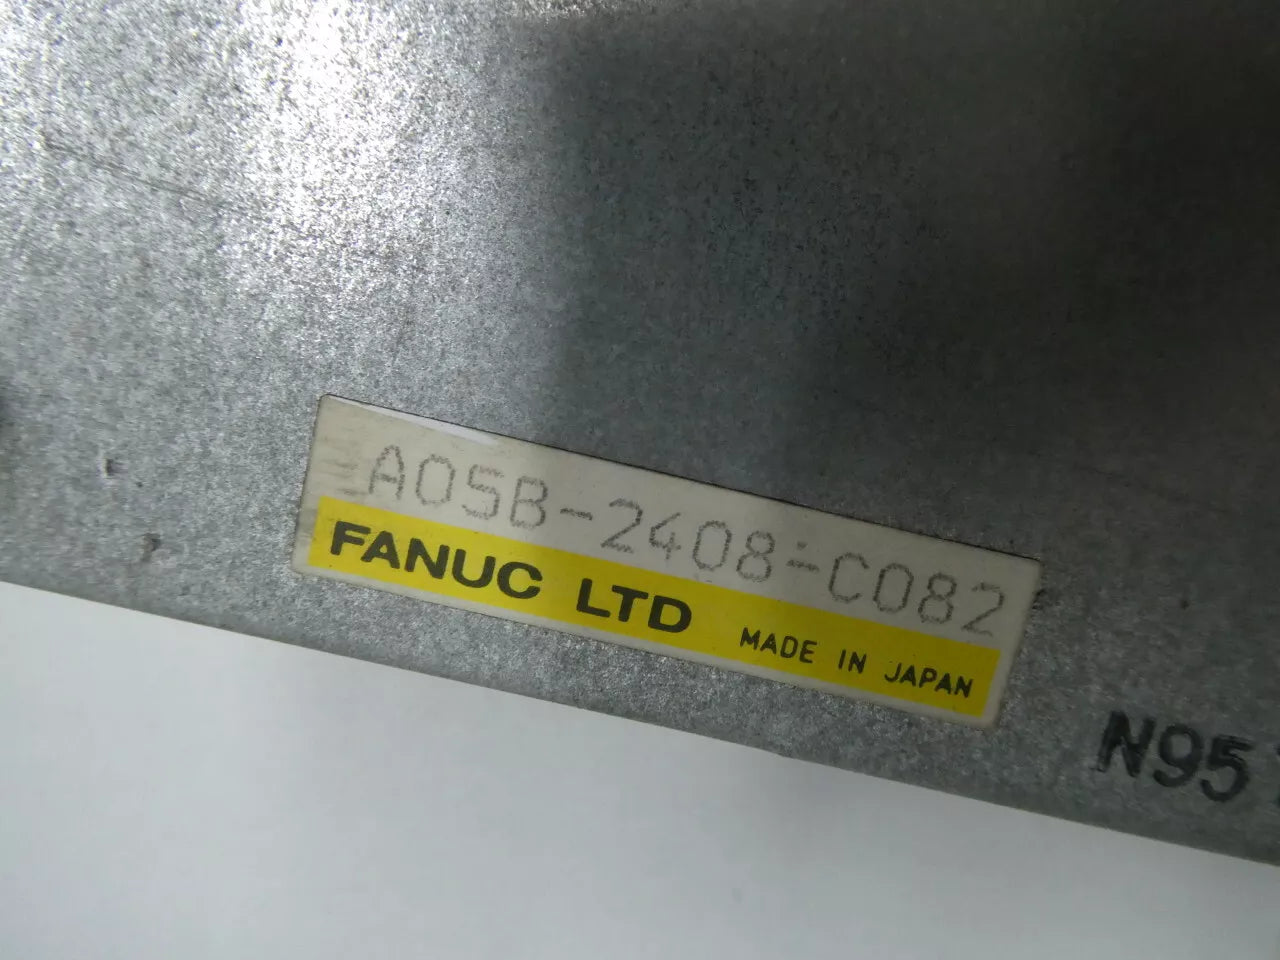 A05B-2408-C082
FANUC LTD MADE IN JAPAN
N95